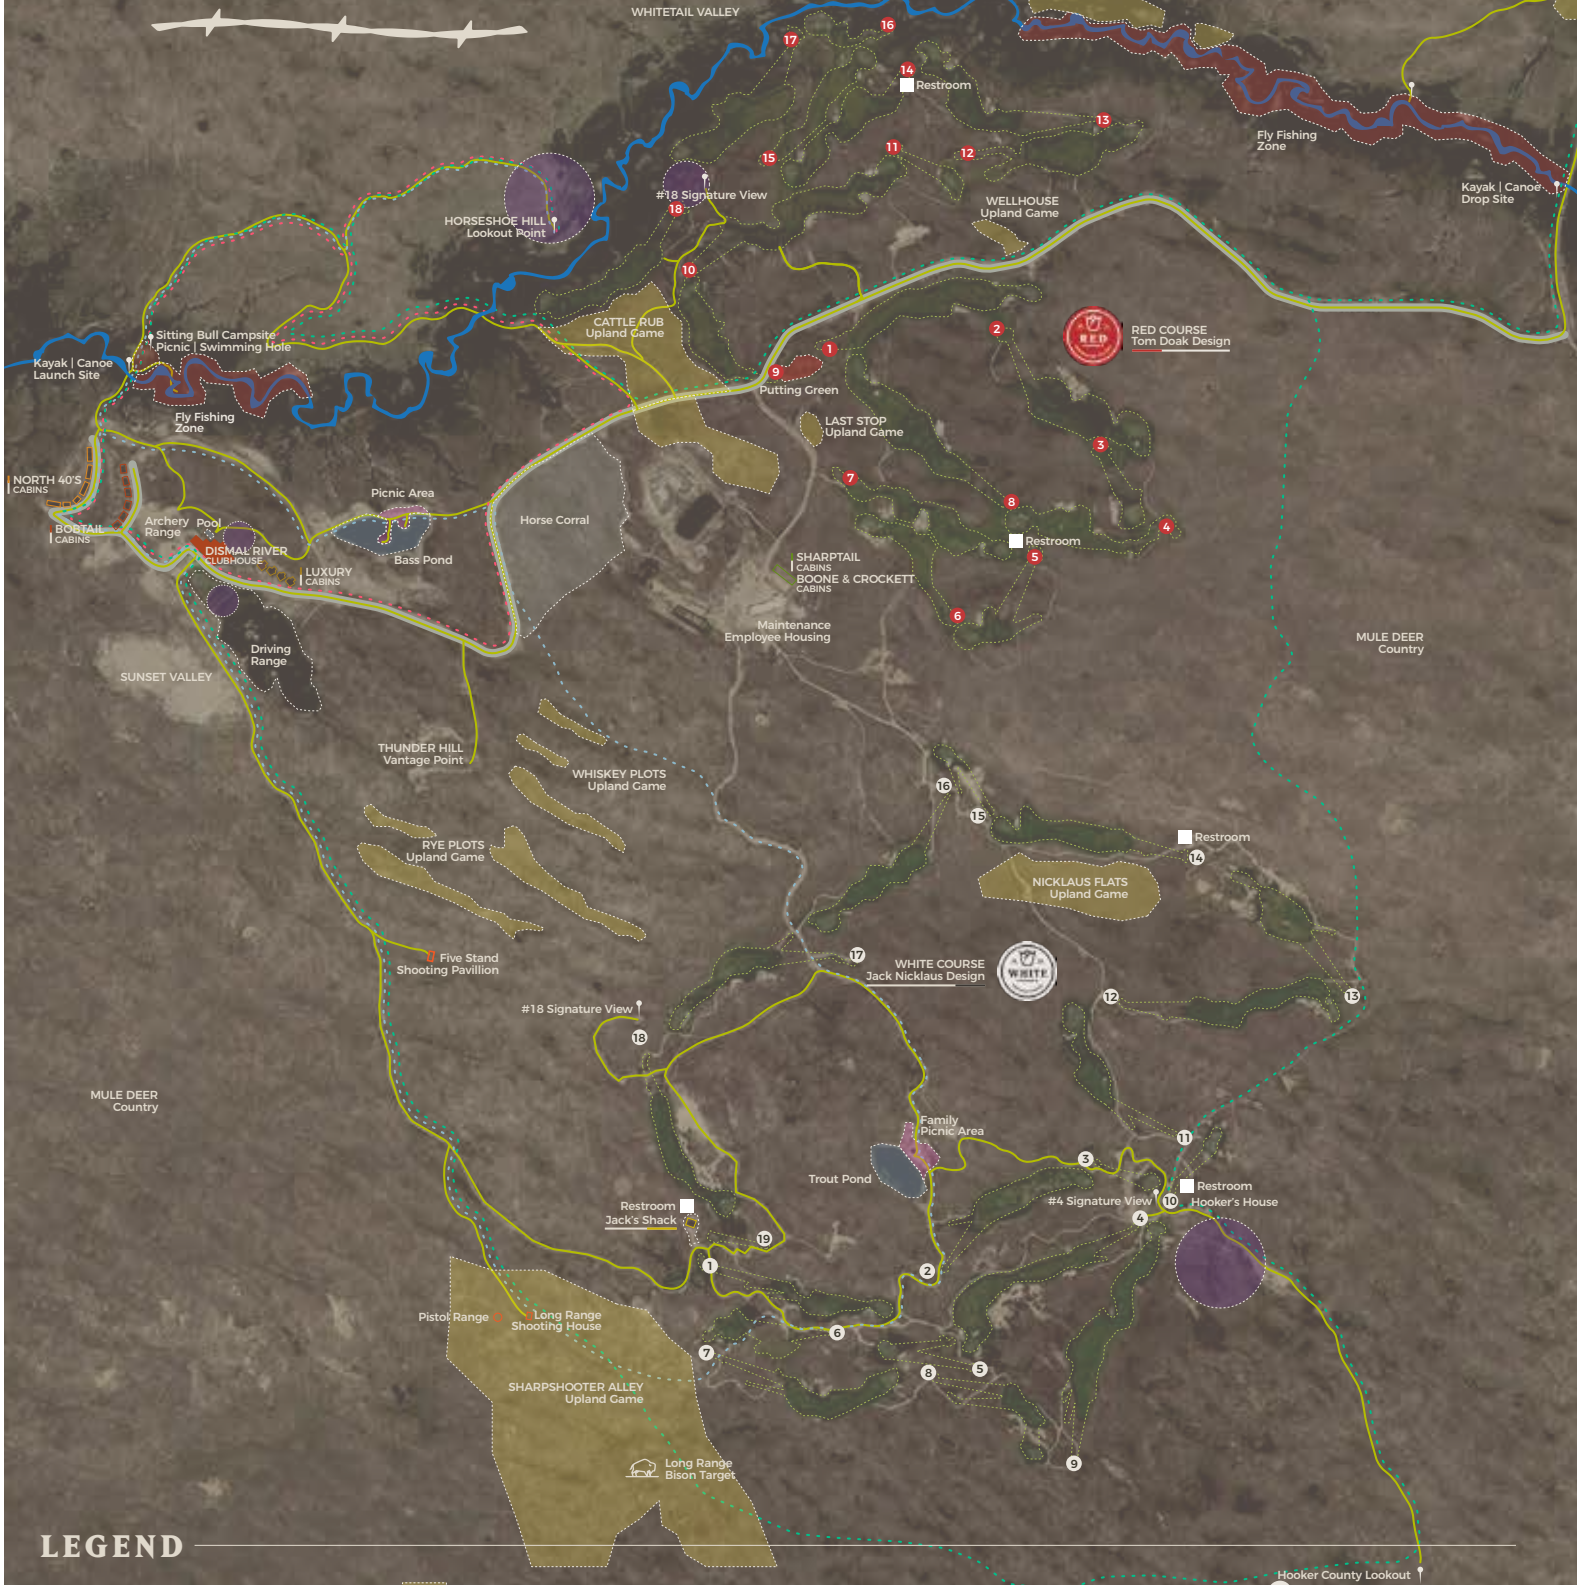 WHITETAIL VALLEY
16
17
14
Restroom
13
Fly Fishing
Zone
11
12
15
Kayak | Canoe
Drop Site
#18 Signature View
18
WELLHOUSE
Upland Game
HORSESHOE HILL
Lookout Point
10
CATTLE RUB
Upland Game
2
RED
RED COURSE
Tom Doak Design
Sitting Bull Campsite
Picnic | Swimming Hole
1
Kayak | Canoe
Launch Site
9
Putting Green
Fly Fishing
Zone
LAST STOP
Upland Game
3
NORTH 40'S
CABINS
7
Picnic Area
8
BOBTAIL
CABINS
Archery
Range
Pool
Horse Corral
4
Restroom
DISMAL RIVER
CLUBHOUSE
Bass Pond
5
SHARPTAIL
CABINS
LUXURY
CABINS
BOONE & CROCKETT
CABINS
6
Maintenance
Employee Housing
MULE DEER
Country
Driving
Range
SUNSET VALLEY
THUNDER HILL
Vantage Point
WHISKEY PLOTS
Upland Game
16
15
Restroom
RYE PLOTS
Upland Game
14
NICKLAUS FLATS
Upland Game
17
Five Stand
Shooting Pavillion
WHITE COURSE
Jack Nicklaus Design
WHITE
12
13
#18 Signature View
18
MULE DEER
Country
Family
Picnic Area
11
3
Trout Pond
Restroom
#4 Signature View
10
Hooker's House
Restroom
Jack's Shack
4
19
1
2
Pistol Range
Long Range
Shooting House
6
7
5
8
SHARPSHOOTER ALLEY
Upland Game
Long Range
Bison Target
9
LEGEND
Hooker County Lookout